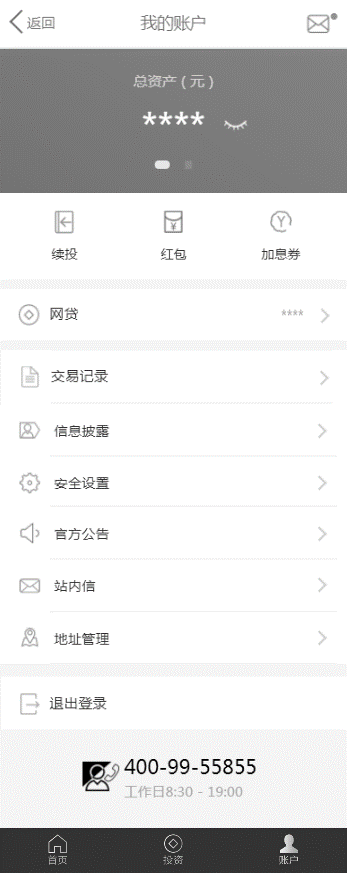 返回 我的账户
总资产（元）
****
续投 红包 加息券
网贷 ****
交易记录
信息披露
安全设置
官方公告
站内信
地址管理
退出登录
400-99-55855
工作日8:30 - 19:00
首页 投资 账户